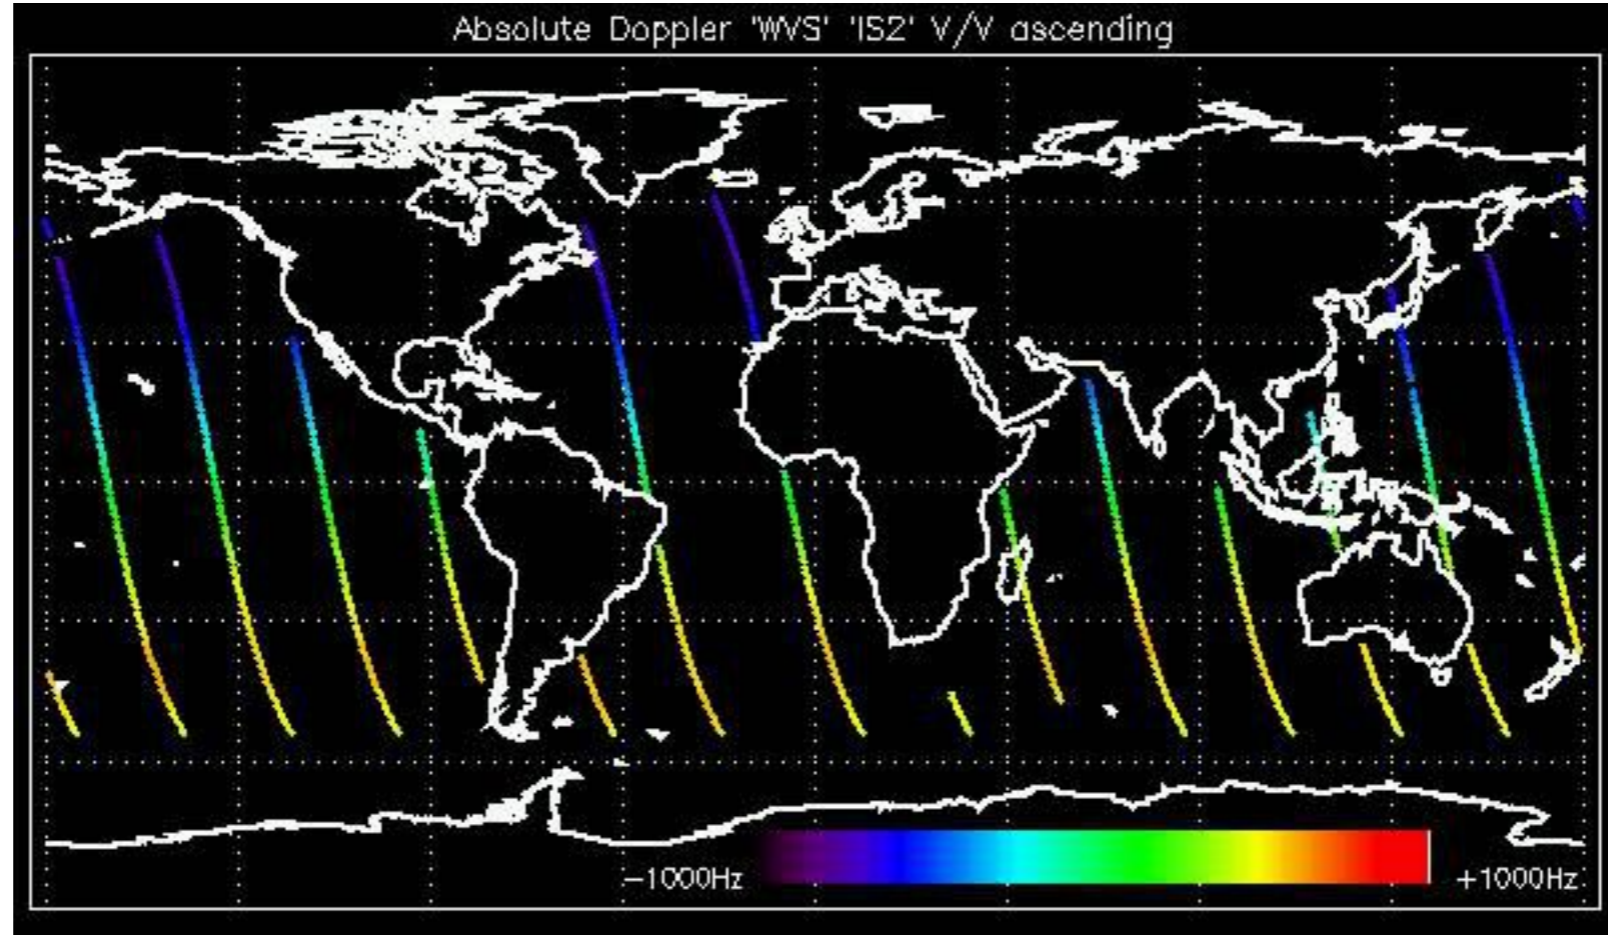 Absolute Doppler 'WVS' 'IS2' V/V ascending
−1000Hz
+1000Hz